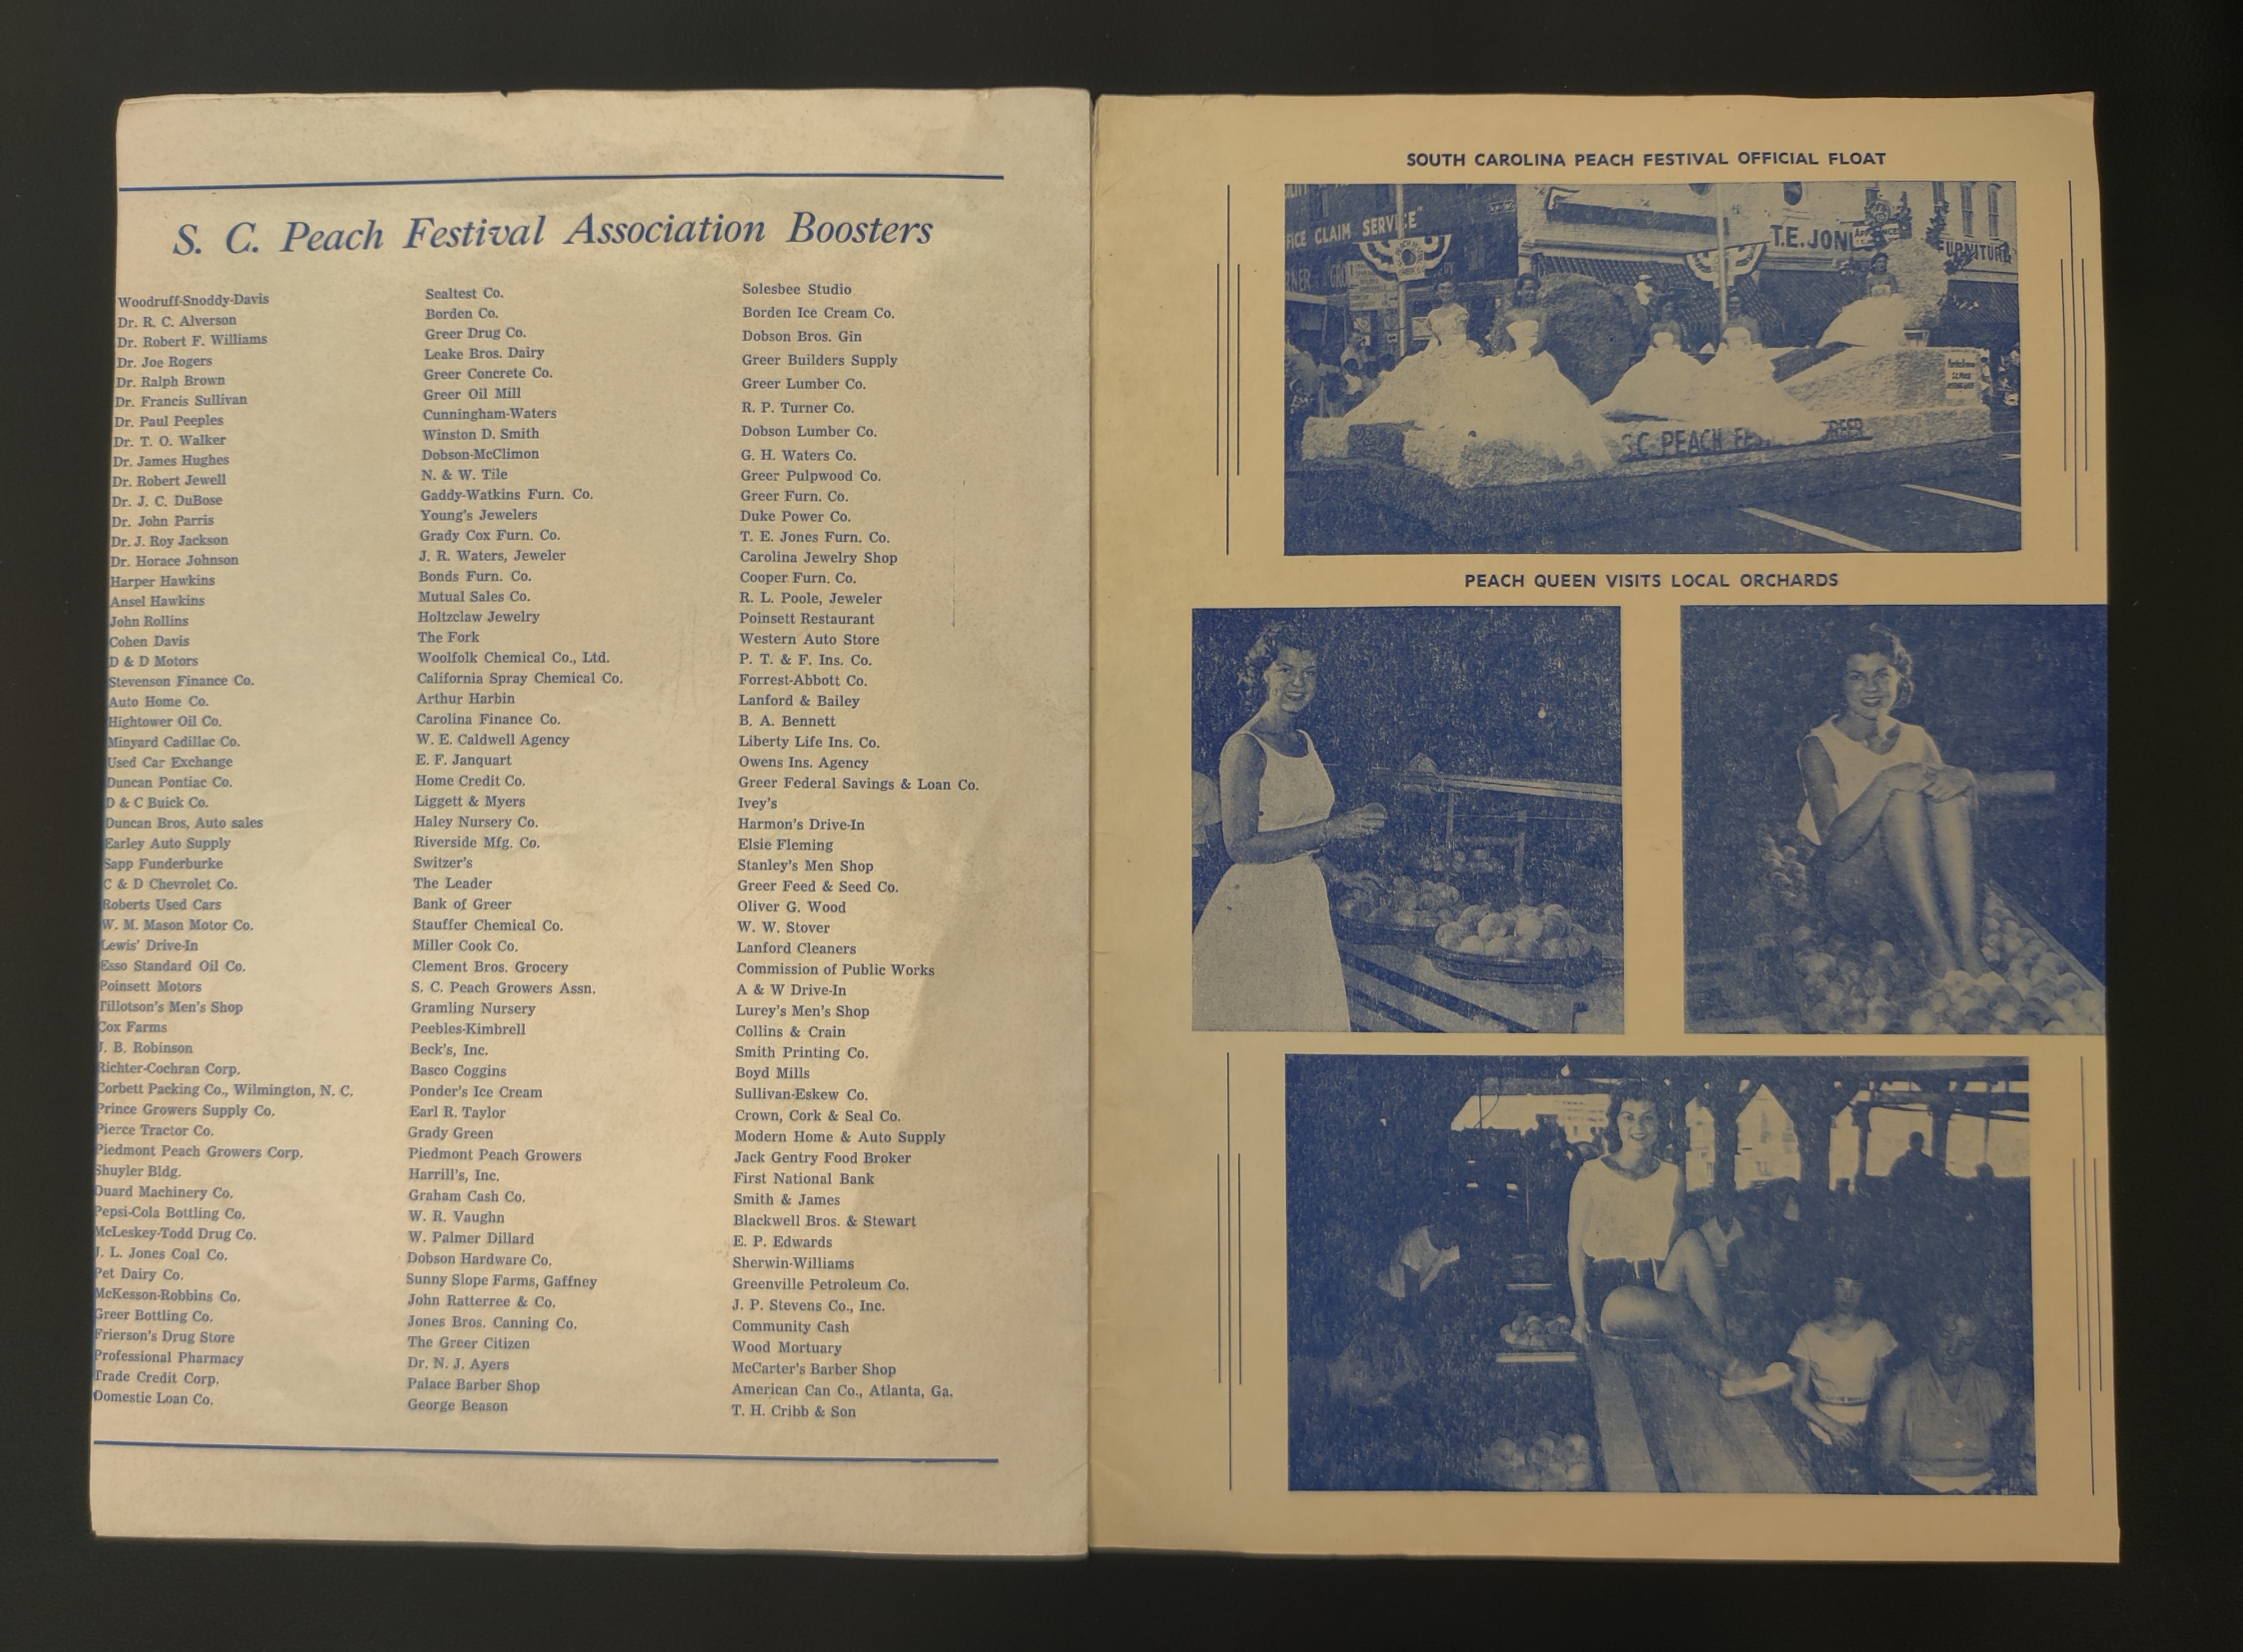 S. C. Peach Festival Association Boosters
Woodruff-Snoddy-Davis
Dr. R. C. Alverson
Dr. Robert F. Williams
Dr. Joe Rogers
Dr. Ralph Brown
Dr. Francis Sullivan
Dr. Paul Peeples
Dr. T. O. Walker
Dr. James Hughes
Dr. Robert Jewell
Dr. J. C. DuBose
Dr. John Parris
Dr. J. Roy Jackson
Dr. Horace Johnson
Harper Hawkins
Ansel Hawkins
John Rollins
Cohen Davis
D & D Motors
Stevenson Finance Co.
Auto Home Co.
Hightower Oil Co.
Minyard Cadillac Co.
Used Car Exchange
Duncan Pontiac Co.
D & C Buick Co.
Duncan Bros, Auto sales
Earley Auto Supply
Sapp Funderburke
C & D Chevrolet Co.
Roberts Used Cars
W. M. Mason Motor Co.
Lewis' Drive-In
Esso Standard Oil Co.
Poinsett Motors
Tillotson's Men's Shop
Cox Farms
J. B. Robinson
Richter-Cochran Corp.
Corbett Packing Co., Wilmington, N. C.
Prince Growers Supply Co.
Pierce Tractor Co.
Piedmont Peach Growers Corp.
Shuyler Bldg.
Duard Machinery Co.
Pepsi-Cola Bottling Co.
McLeskey-Todd Drug Co.
J. L. Jones Coal Co.
Pet Dairy Co.
McKesson-Robbins Co.
Greer Bottling Co.
Frierson's Drug Store
Professional Pharmacy
Trade Credit Corp.
Domestic Loan Co.
Sealtest Co.
Borden Co.
Greer Drug Co.
Leake Bros. Dairy
Greer Concrete Co.
Greer Oil Mill
Cunningham-Waters
Winston D. Smith
Dobson-McClimon
N. & W. Tile
Gaddy-Watkins Furn. Co.
Young's Jewelers
Grady Cox Furn. Co.
J. R. Waters, Jeweler
Bonds Furn. Co.
Mutual Sales Co.
Holtzclaw Jewelry
The Fork
Woolfolk Chemical Co., Ltd.
California Spray Chemical Co.
Arthur Harbin
Carolina Finance Co.
W. E. Caldwell Agency
E. F. Janquart
Home Credit Co.
Liggett & Myers
Haley Nursery Co.
Riverside Mfg. Co.
Switzer's
The Leader
Bank of Greer
Stauffer Chemical Co.
Miller Cook Co.
Clement Bros. Grocery
S. C. Peach Growers Assn.
Gramling Nursery
Peebles-Kimbrell
Beck's, Inc.
Basco Coggins
Ponder's Ice Cream
Earl R. Taylor
Grady Green
Piedmont Peach Growers
Harrill's, Inc.
Graham Cash Co.
W. R. Vaughn
W. Palmer Dillard
Dobson Hardware Co.
Sunny Slope Farms, Gaffney
John Ratterree & Co.
Jones Bros. Canning Co.
The Greer Citizen
Dr. N. J. Ayers
Palace Barber Shop
George Beason
Solesbee Studio
Borden Ice Cream Co.
Dobson Bros. Gin
Greer Builders Supply
Greer Lumber Co.
R. P. Turner Co.
Dobson Lumber Co.
G. H. Waters Co.
Greer Pulpwood Co.
Greer Furn. Co.
Duke Power Co.
T. E. Jones Furn. Co.
Carolina Jewelry Shop
Cooper Furn. Co.
R. L. Poole, Jeweler
Poinsett Restaurant
Western Auto Store
P. T. & F. Ins. Co.
Forrest-Abbott Co.
Lanford & Bailey
B. A. Bennett
Liberty Life Ins. Co.
Owens Ins. Agency
Greer Federal Savings & Loan Co.
Ivey's
Harmon's Drive-In
Elsie Fleming
Stanley's Men Shop
Greer Feed & Seed Co.
Oliver G. Wood
W. W. Stover
Lanford Cleaners
Commission of Public Works
A & W Drive-In
Lurey's Men's Shop
Collins & Crain
Smith Printing Co.
Boyd Mills
Sullivan-Eskew Co.
Crown, Cork & Seal Co.
Modern Home & Auto Supply
Jack Gentry Food Broker
First National Bank
Smith & James
Blackwell Bros. & Stewart
E. P. Edwards
Sherwin-Williams
Greenville Petroleum Co.
J. P. Stevens Co., Inc.
Community Cash
Wood Mortuary
McCarter's Barber Shop
American Can Co., Atlanta, Ga.
T. H. Cribb & Son
SOUTH CAROLINA PEACH FESTIVAL OFFICIAL FLOAT
FICE CLAIM SERVICE"
T.E. JON
FURNITURE
S.C. PEACH FES GREER
PEACH QUEEN VISITS LOCAL ORCHARDS